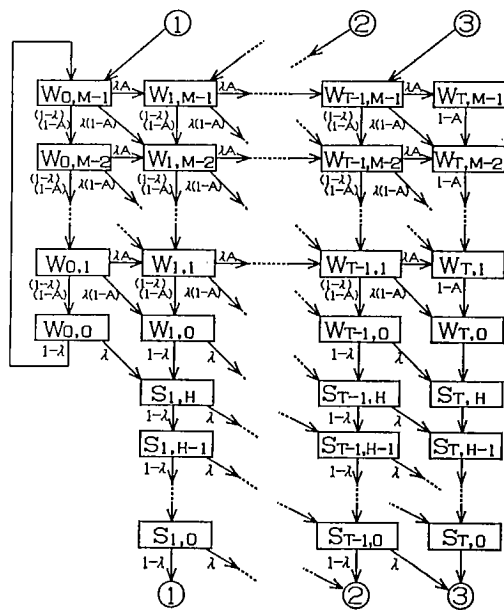 ① ② ③
W0,M-1 λA W1,M-1 λA WT-1,M-1 λA WT,M-1
(1-λ) (1-A) λ(1-A) (1-λ) (1-A) λ(1-A) (1-λ) (1-A) λ(1-A) 1-A
W0,M-2 λA W1,M-2 λA WT-1,M-2 λA WT,M-2
(1-λ) (1-A) λ(1-A) (1-λ) (1-A) λ(1-A) (1-λ) (1-A) λ(1-A) 1-A
W0,1 λA W1,1 λA WT-1,1 λA WT,1
(1-λ) (1-A) λ(1-A) (1-λ) (1-A) λ(1-A) (1-λ) (1-A) λ(1-A) 1-A
W0,0 W1,0 WT-1,0 WT,0
1-λ λ 1-λ λ 1-λ λ
S1,H ST-1,H ST,H
1-λ λ 1-λ λ
S1,H-1 ST-1,H-1 ST,H-1
1-λ λ 1-λ λ
S1,0 ST-1,0 ST,0
1-λ λ 1-λ λ
① ② ③